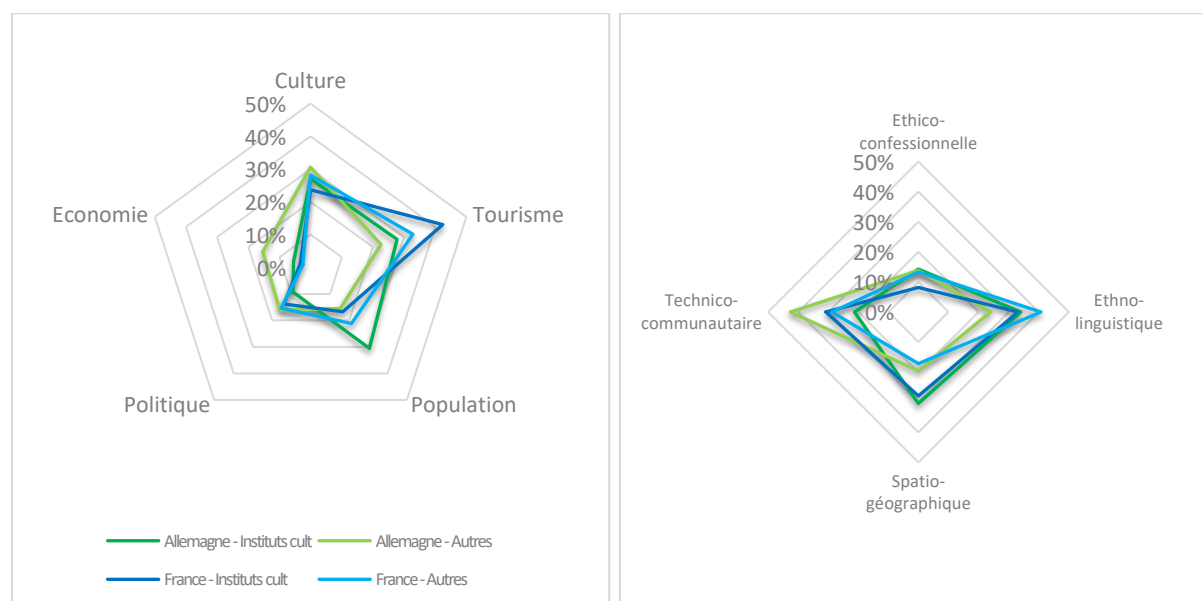 Culture
50%
40%
30%
20%
10%
0%
Economie
Tourisme
Politique
Population
Allemagne - Instituts cult
Allemagne - Autres
France - Instituts cult
France - Autres
Ethico-
confessionnelle
50%
40%
30%
20%
10%
0%
Technico-
communautaire
Ethno-
linguistique
Spatio-
géographique